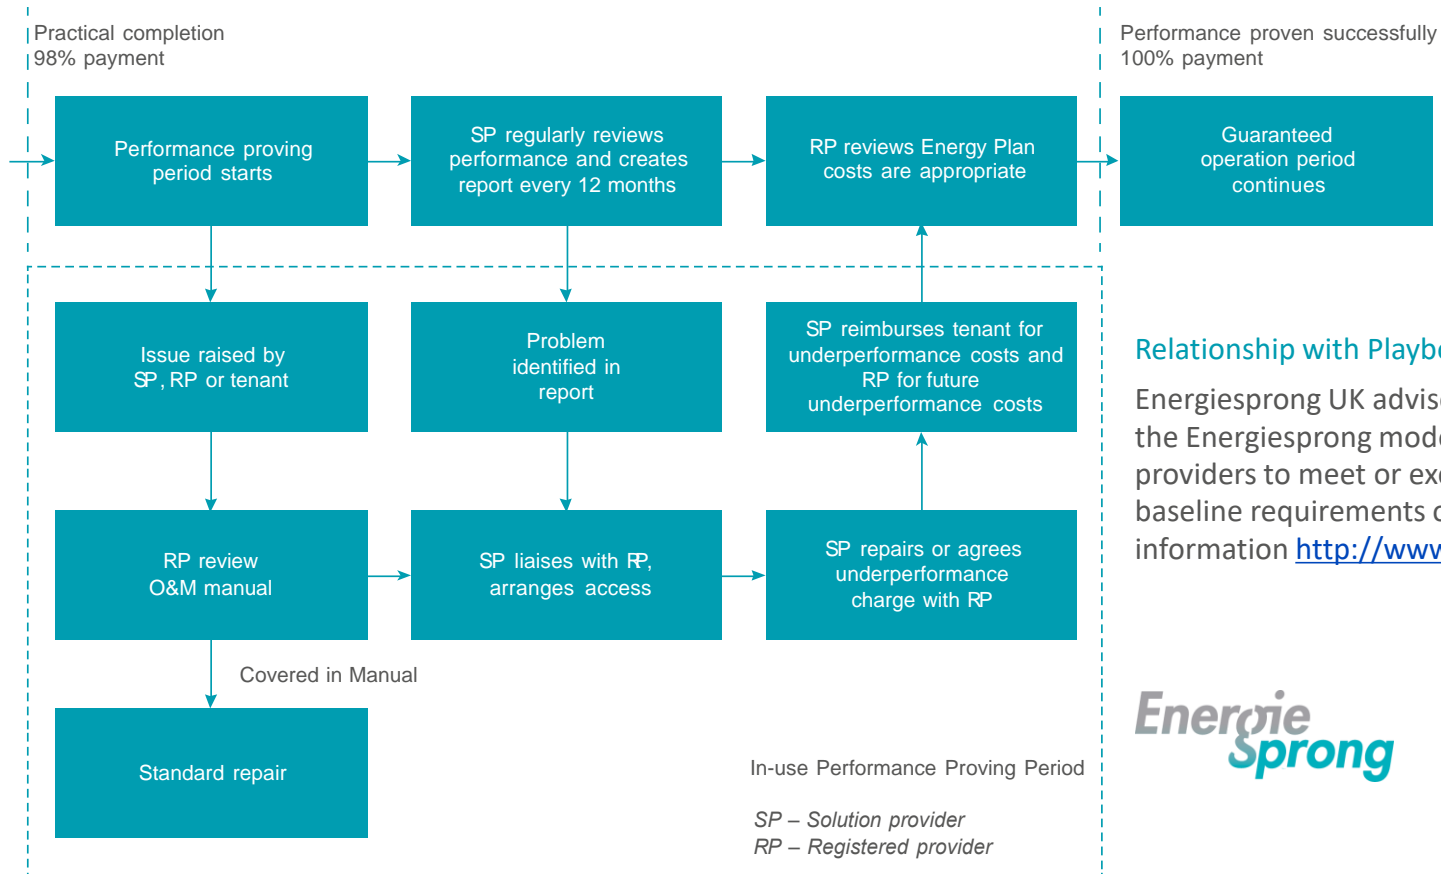 Practical completion
98% payment
Performance proven successfully
100% payment
Performance proving
period starts
SP regularly reviews
performance and creates
report every 12 months
RP reviews Energy Plan
costs are appropriate
Guaranteed
operation period
continues
Issue raised by
SP, RP or tenant
Problem
identified in
report
SP reimburses tenant for
underperformance costs and
RP for future
underperformance costs
RP review
O&M manual
SP liaises with RP,
arranges access
SP repairs or agrees
underperformance
charge with RP
Covered in Manual
Standard repair
In-use Performance Proving Period
SP – Solution provider
RP – Registered provider
Relationship with
Energiesprong UK
the Energiesprong
providers to meet or
baseline requirements
information http://www
Energie
Sprong